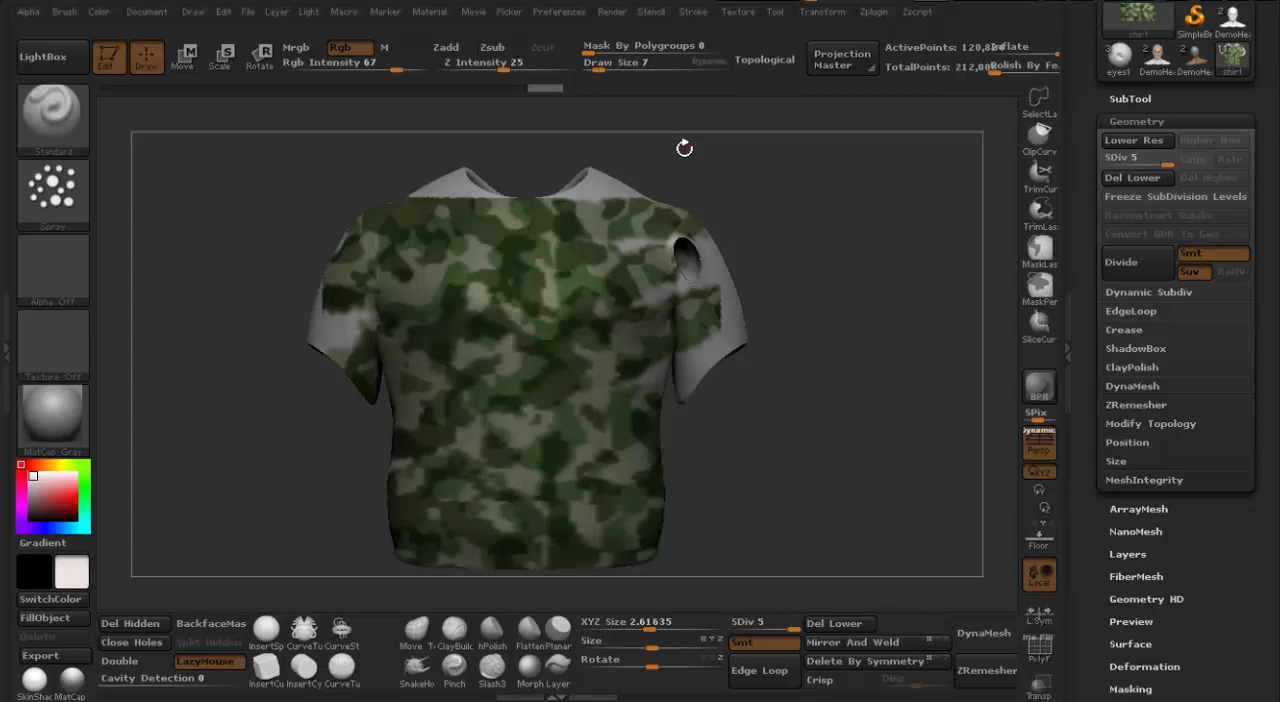 Alpha Brush Color Document Draw Edit File Layer Light Macro Marker Material Movie Picker Preferences Render Stencil Stroke Texture Tool Transform Zplugin Zscript
LightBox
Edit Draw Move Scale Rotate
Mrgb Rgb M
Rgb Intensity 67
Zadd Zsub Zcut
Z Intensity 25
Mask By Polygroups 0
Draw Size 7 Dynamic
Topological
Projection
Master
ActivePoints: 120,8
TotalPoints: 212,0
Inflate
Polish By Fe
shirt SimpleBr DemoHea
eyes1 DemoHe DemoHe shirt
SubTool
Geometry
Lower Res Higher Res
SDiv 5 Cage Rstr
Del Lower Del Higher
Freeze SubDivision Levels
Reconstruct Subdiv
Convert BPR To Geo
Divide Smt
Suv ReUV
Dynamic Subdiv
EdgeLoop
Crease
ShadowBox
ClayPolish
DynaMesh
ZRemesher
Modify Topology
Position
Size
MeshIntegrity
ArrayMesh
NanoMesh
Layers
FiberMesh
Geometry HD
Preview
Surface
Deformation
Masking
Standard
Spray
Alpha Off
Texture Off
MatCap Gray
Gradient
SwitchColor
FillObject
Delete
Export
SkinShac MatCap
SelectLa
ClipCurv
TrimCur
TrimLas
MaskLas
MaskPer
SliceCur
BPR
SPix
Dynamic
Persp
XYZ
Floor
Local
L.Sym
PolyF
Transp
Del Hidden BackfaceMas
Close Holes Splt Hidden
Double LazyMouse
Cavity Detection 0
InsertSp CurveTu CurveSt
InsertCu InsertCy CurveTu
Move T ClayBuilc hPolish Flatten Planar
SnakeHo Pinch Slash3 Morph Layer
XYZ Size 2.61635
Size X Y Z
Rotate
SDiv 5 Del Lower
Smt Mirror And Weld
Edge Loop Delete By Symmetry
Crisp Disp
DynaMesh
ZRemesher